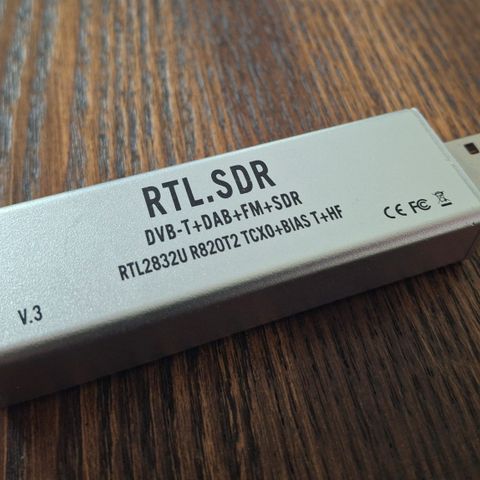 RTL.SDR
DVB-T+DAB+FM+SDR
RTL2832U R820T2 TCXO+BIAS T+HF
CE FC
V.3